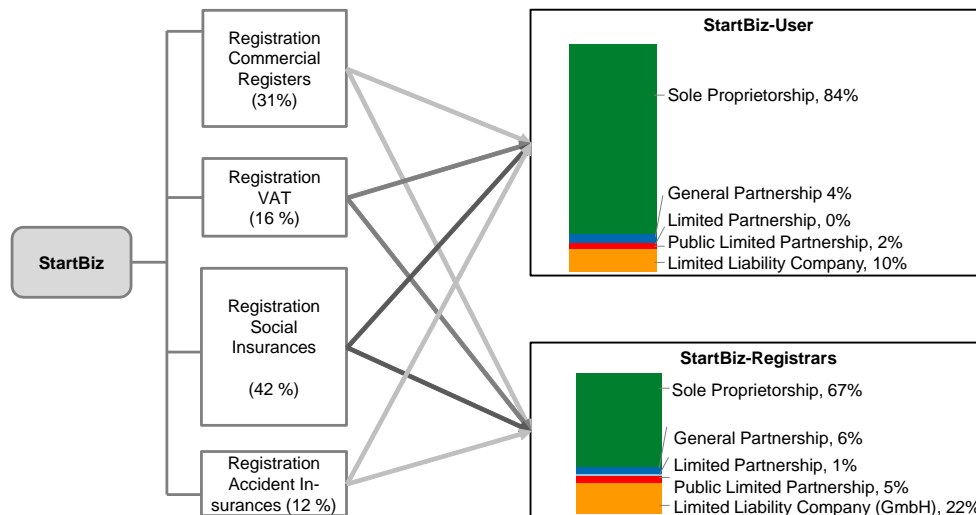 StartBiz
Registration
Commercial
Registers
(31%)
Registration
VAT
(16 %)
Registration
Social
Insurances
(42 %)
Registration
Accident In-
surances (12 %)
StartBiz-User
Sole Proprietorship, 84%
General Partnership 4%
Limited Partnership, 0%
Public Limited Partnership, 2%
Limited Liability Company, 10%
StartBiz-Registrars
Sole Proprietorship, 67%
General Partnership, 6%
Limited Partnership, 1%
Public Limited Partnership, 5%
Limited Liability Company (GmbH), 22%